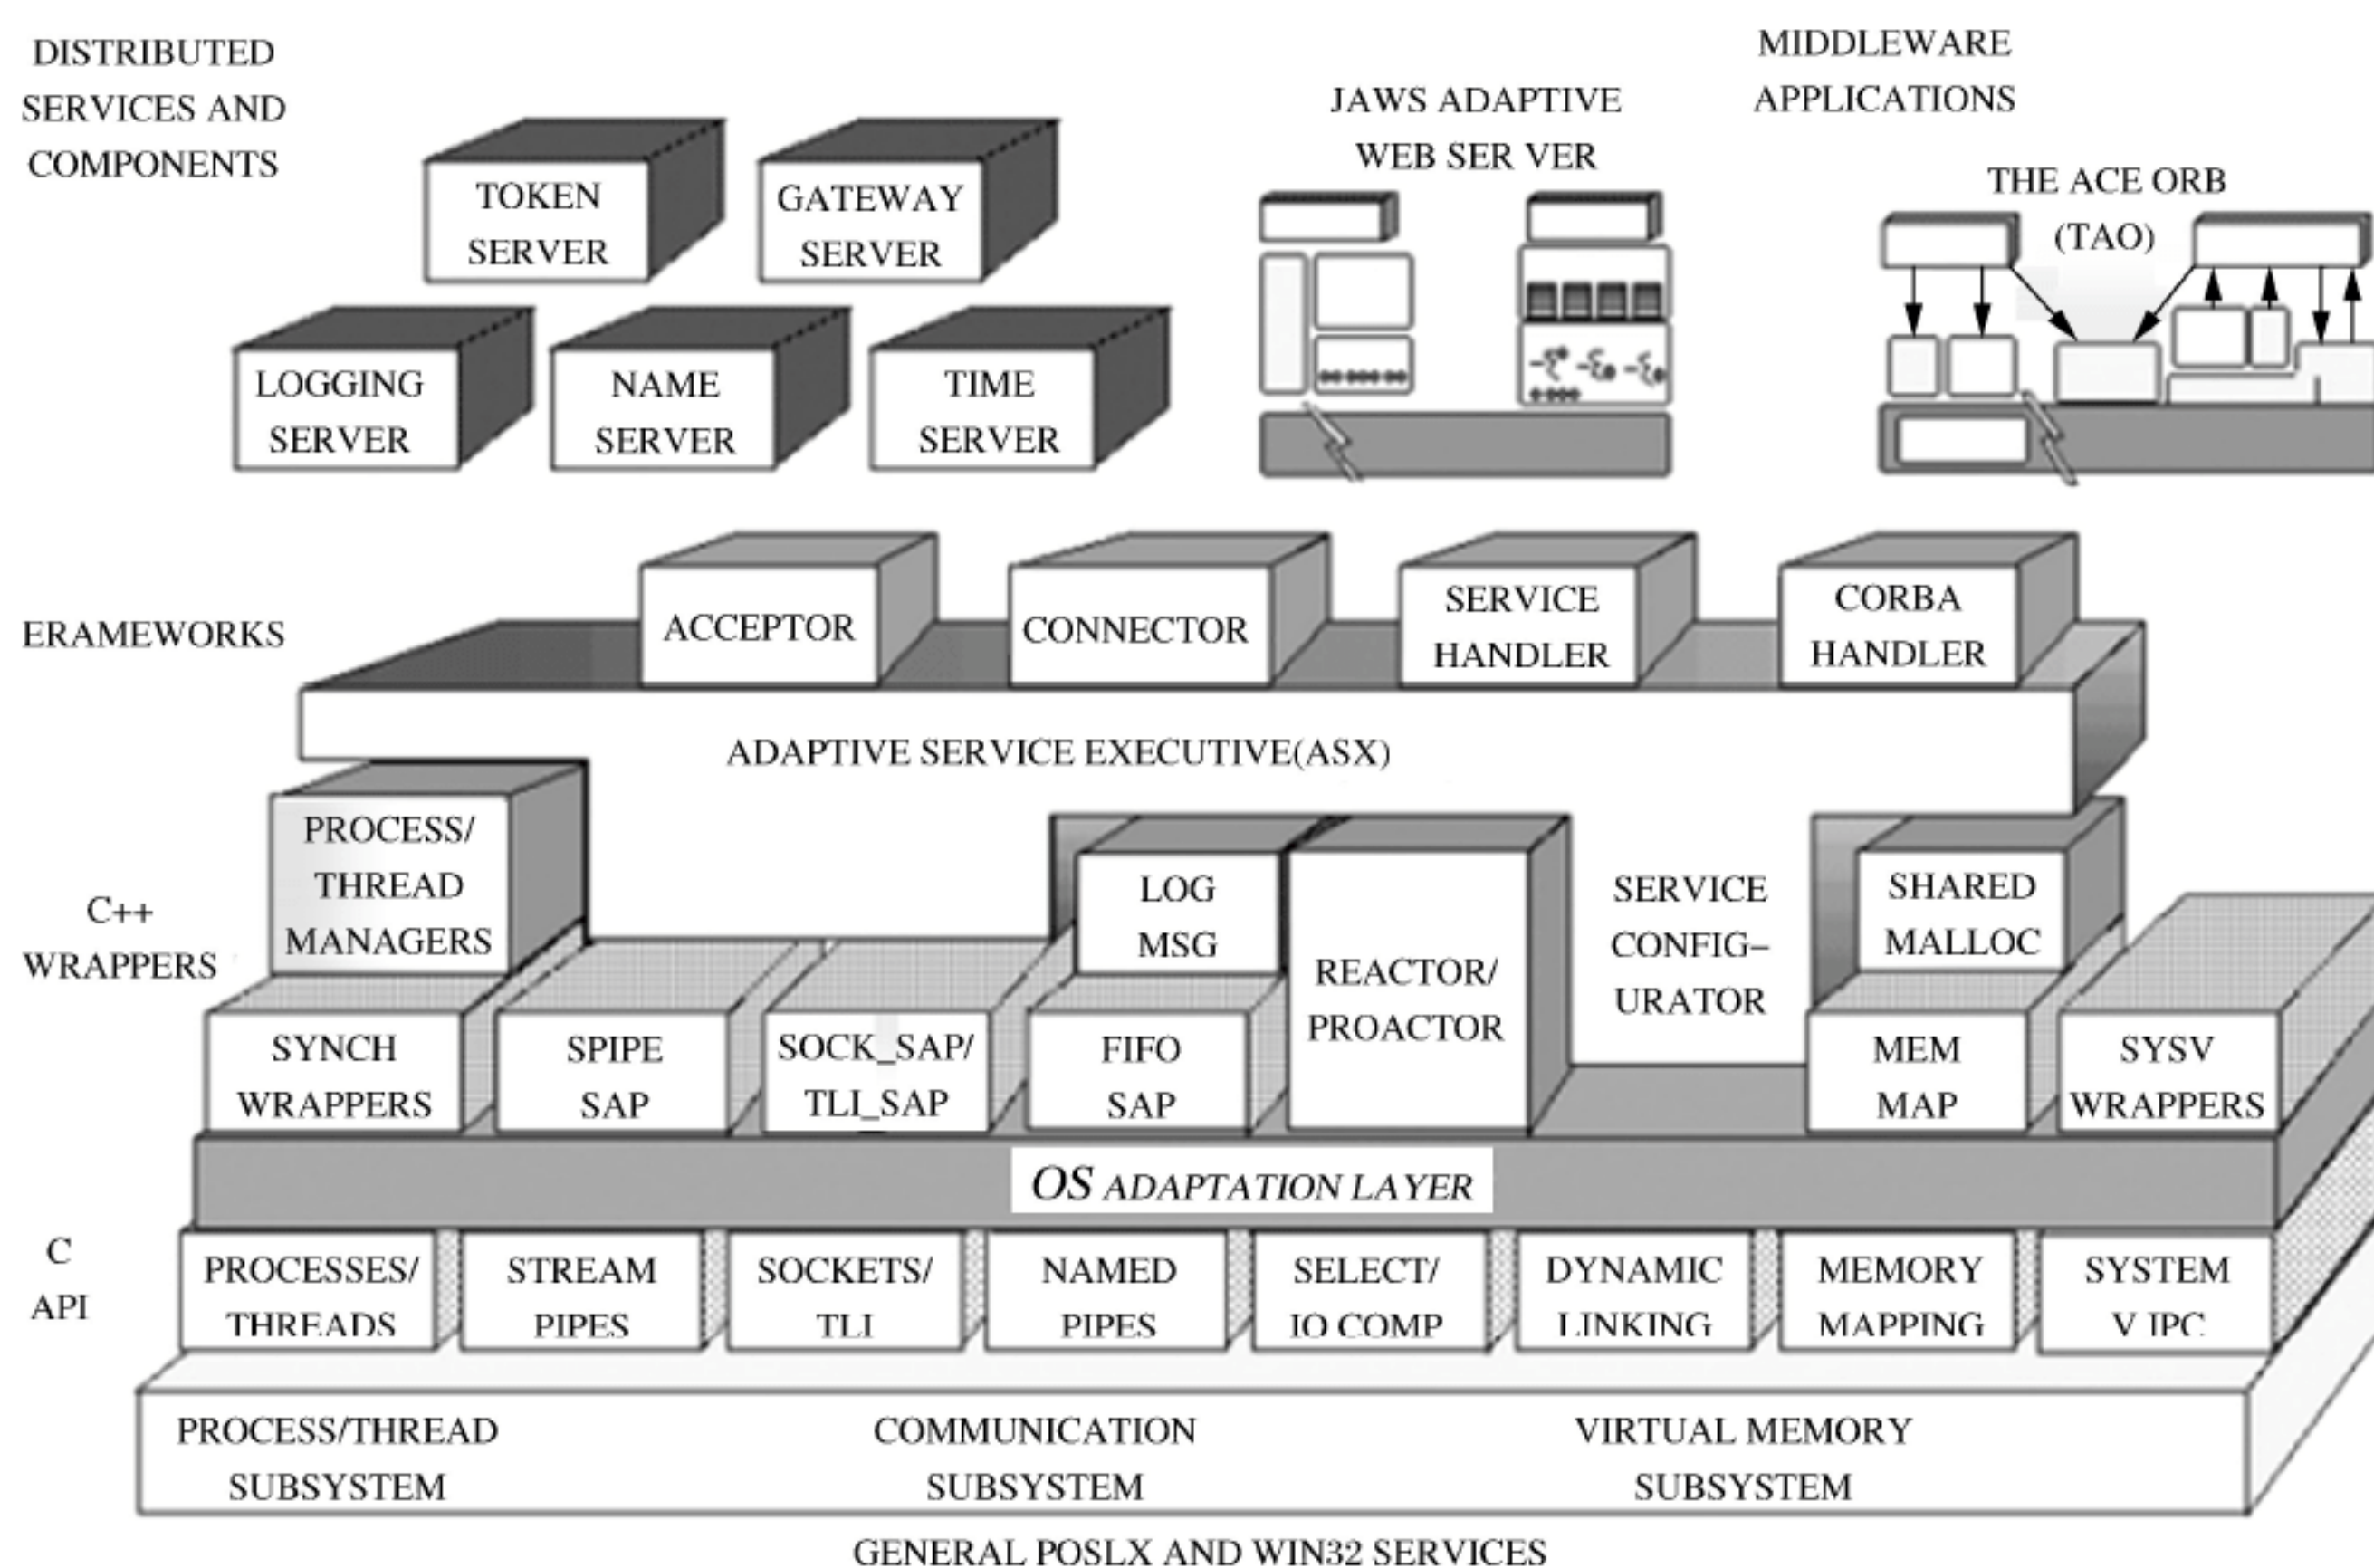 DISTRIBUTED
SERVICES AND
COMPONENTS
MIDDLEWARE
APPLICATIONS
JAWS ADAPTIVE
WEB SER VER
THE ACE ORB
(TAO)
TOKEN
SERVER
GATEWAY
SERVER
LOGGING
SERVER
NAME
SERVER
TIME
SERVER
ERAMEWORKS
ACCEPTOR
CONNECTOR
SERVICE
HANDLER
CORBA
HANDLER
ADAPTIVE SERVICE EXECUTIVE(ASX)
C++
WRAPPERS
PROCESS/
THREAD
MANAGERS
LOG
MSG
REACTOR/
PROACTOR
SERVICE
CONFIG–
URATOR
SHARED
MALLOC
SYNCH
WRAPPERS
SPIPE
SAP
SOCK_SAP/
TLI_SAP
FIFO
SAP
MEM
MAP
SYSV
WRAPPERS
OS ADAPTATION LAYER
C
API
PROCESSES/
THREADS
STREAM
PIPES
SOCKETS/
TLI
NAMED
PIPES
SELECT/
IO COMP
DYNAMIC
LINKING
MEMORY
MAPPING
SYSTEM
V IPC
PROCESS/THREAD
SUBSYSTEM
COMMUNICATION
SUBSYSTEM
VIRTUAL MEMORY
SUBSYSTEM
GENERAL POSLX AND WIN32 SERVICES